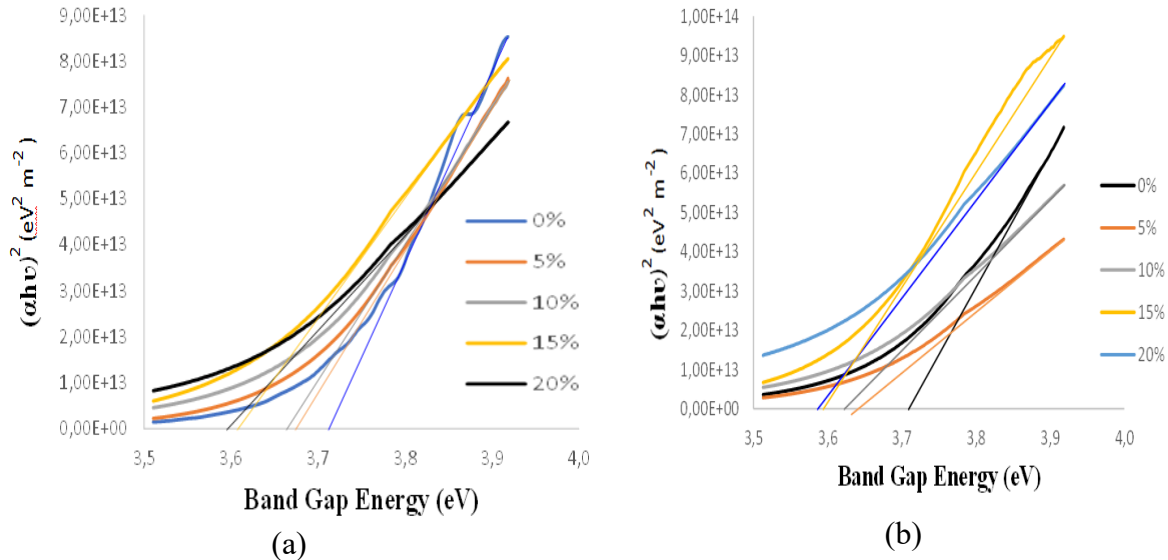 (αhυ)² (eV² m⁻²)
9,00E+13
8,00E+13
7,00E+13
6,00E+13
5,00E+13
4,00E+13
3,00E+13
2,00E+13
1,00E+13
0,00E+00
3,5 3,6 3,7 3,8 3,9 4,0
Band Gap Energy (eV)
0%
5%
10%
15%
20%
(a)
(αhυ)² (eV² m⁻²)
1,00E+14
9,00E+13
8,00E+13
7,00E+13
6,00E+13
5,00E+13
4,00E+13
3,00E+13
2,00E+13
1,00E+13
0,00E+00
3,5 3,6 3,7 3,8 3,9 4,0
Band Gap Energy (eV)
0%
5%
10%
15%
20%
(b)